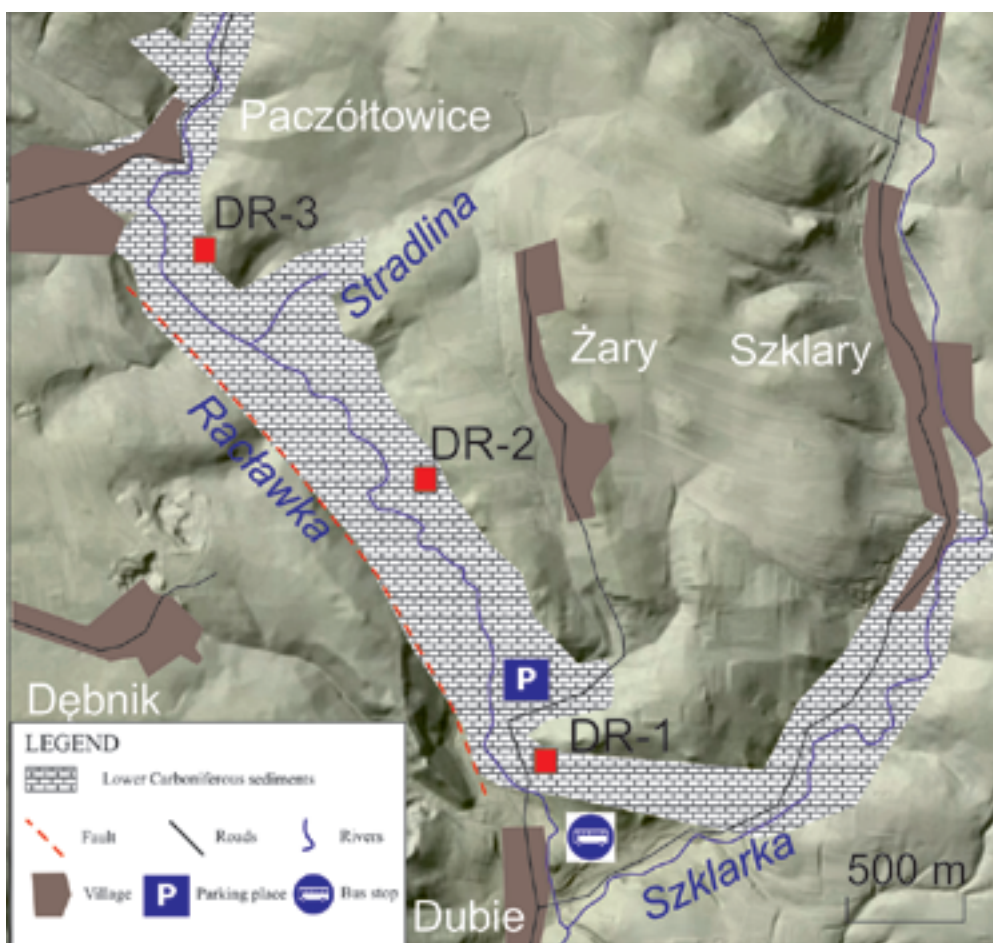 Paczółtowice
DR-3
Stradlina
Żary
Szklary
Racławka
DR-2
P
Dębnik
DR-1
LEGEND
Lower Carboniferous sediments
Fault
Roads
Rivers
Village
P
Parking place
Bus stop
Dubie
Szklarka
500 m